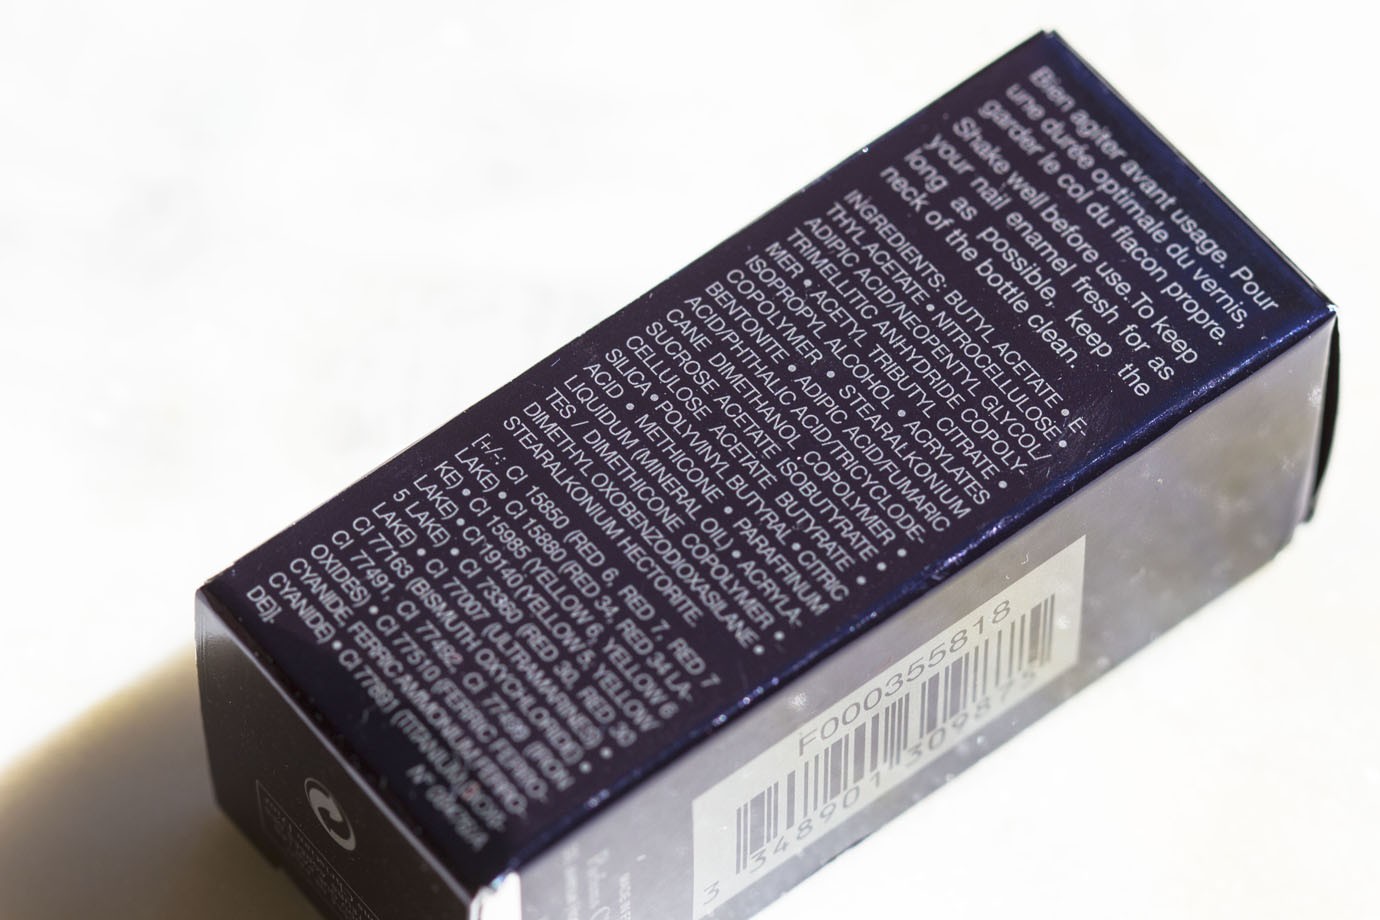 Bien agiter avant usage. Pour
une durée optimale du vernis,
garder le col du flacon propre.
Shake well before use. To keep
your nail enamel fresh for as
long as possible, keep the
neck of the bottle clean.
INGREDIENTS: BUTYL ACETATE • E-
THYL ACETATE • NITROCELLULOSE •
ADIPIC ACID/NEOPENTYL GLYCOL/
TRIMELLITIC ANHYDRIDE COPOLY-
MER • ACETYL TRIBUTYL CITRATE •
ISOPROPYL ALCOHOL • ACRYLATES
COPOLYMER • STEARALKONIUM
BENTONITE • ADIPIC ACID/FUMARIC
ACID/PHTHALIC ACID/TRICYCLODE-
CANE DIMETHANOL COPOLYMER •
SUCROSE ACETATE ISOBUTYRATE •
CELLULOSE ACETATE BUTYRATE •
SILICA • POLYVINYL BUTYRAL • CITRIC
ACID • METHICONE • PARAFFINUM
LIQUIDUM (MINERAL OIL) • ACRYLA-
TES / DIMETHICONE COPOLYMER •
DIMETHYLOXOBENZODIOXASILANE •
STEARALKONIUM HECTORITE.
[+/-: CI 15850 (RED 6, RED 7, RED 7
LAKE) • CI 15880 (RED 34, RED 34 LA-
KE) • CI 15985 (YELLOW 6, YELLOW 6
LAKE) • CI 19140 (YELLOW 5, YELLOW
5 LAKE) • CI 73360 (RED 30, RED 30
LAKE) • CI 77007 (ULTRAMARINES) •
CI 77163 (BISMUTH OXYCHLORIDE) •
CI 77491, CI 77492, CI 77499 (IRON
OXIDES) • CI 77510 (FERRIC FERRO-
CYANIDE, FERRIC AMMONIUM FERRO-
CYANIDE) • CI 77891 (TITANIUM DIOXI-
DE)].
N°
F000355818
3 348901 309875